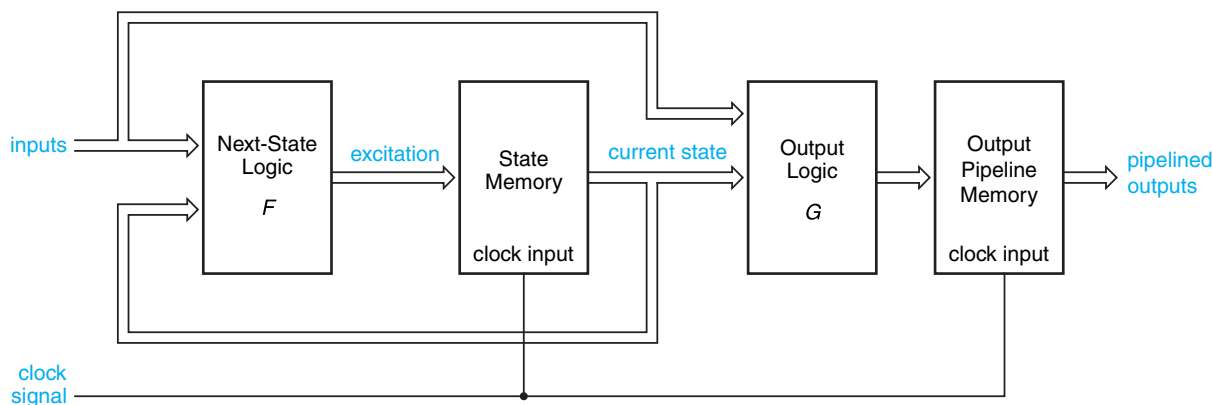 inputs
Next-State
Logic
F
excitation
State
Memory
clock input
current state
Output
Logic
G
Output
Pipeline
Memory
clock input
pipelined
outputs
clock
signal